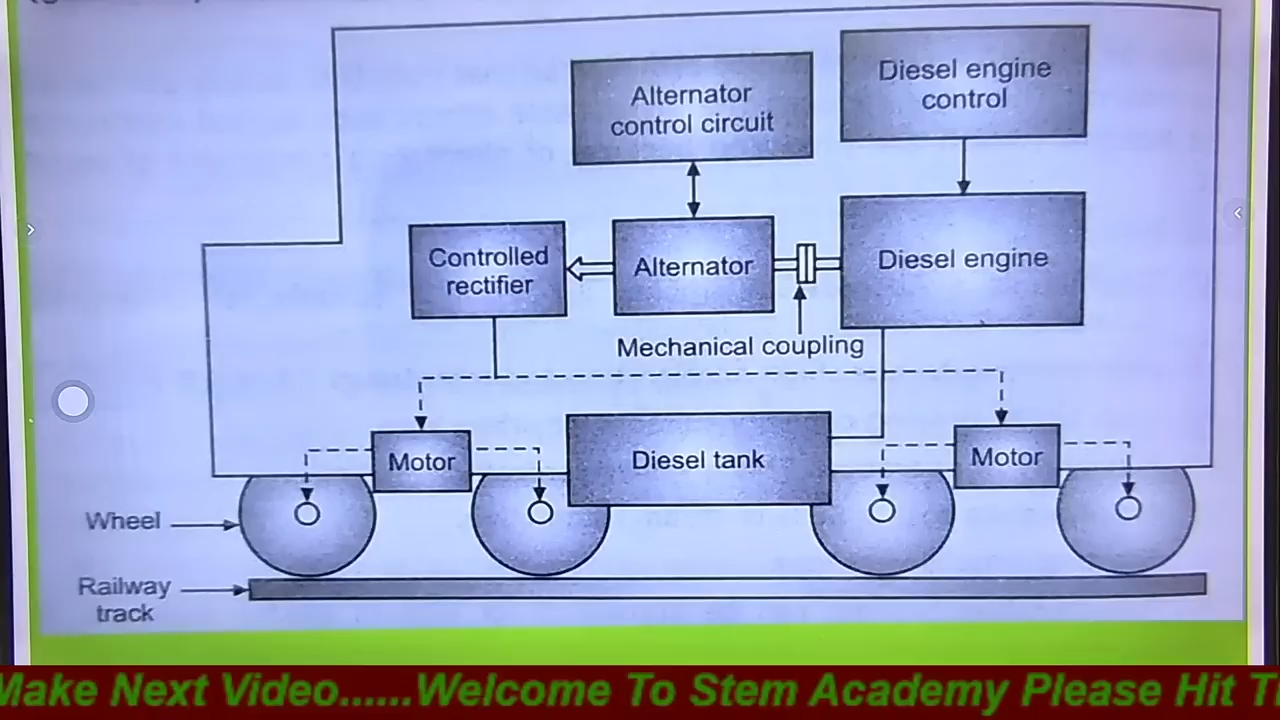 Diesel engine
control
Alternator
control circuit
Controlled
rectifier
Alternator
Diesel engine
Mechanical coupling
Motor
Diesel tank
Motor
Wheel
Railway
track
Make Next Video......Welcome To Stem Academy Please Hit